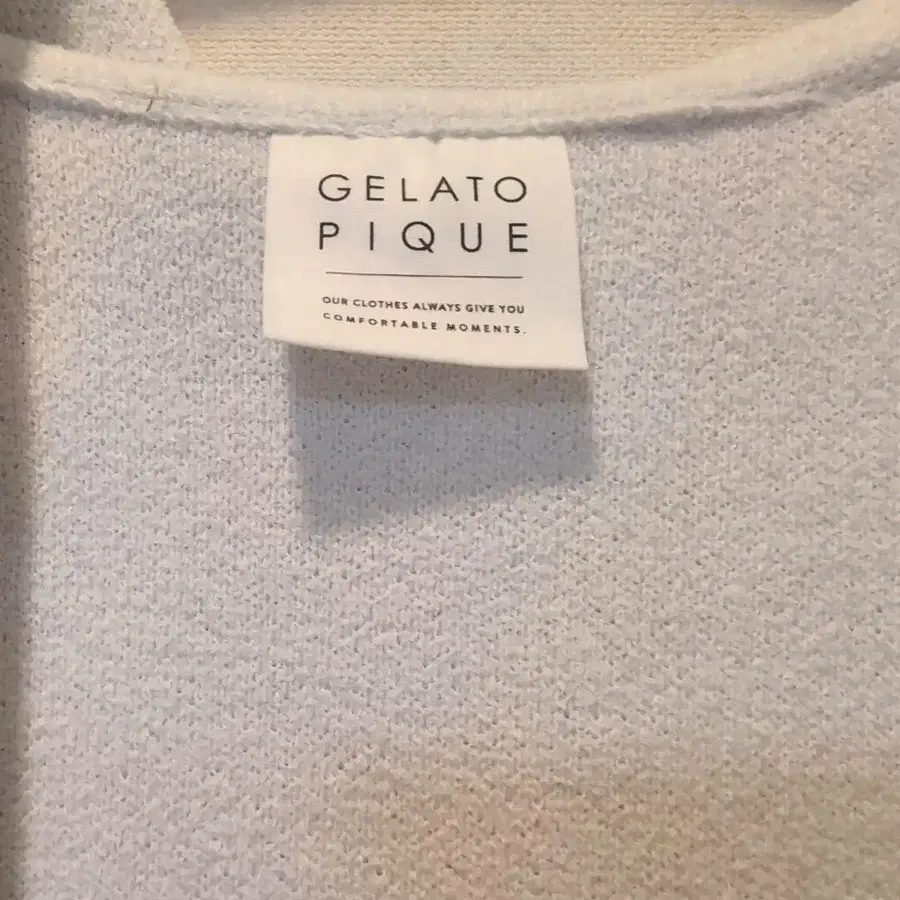 GELATO
PIQUE
OUR CLOTHES ALWAYS GIVE YOU
COMFORTABLE MOMENTS.